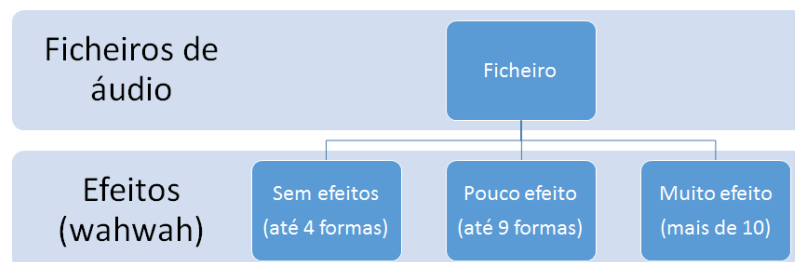 Ficheiros de
áudio
Ficheiro
Efeitos
(wahwah)
Sem efeitos
(até 4 formas)
Pouco efeito
(até 9 formas)
Muito efeito
(mais de 10)